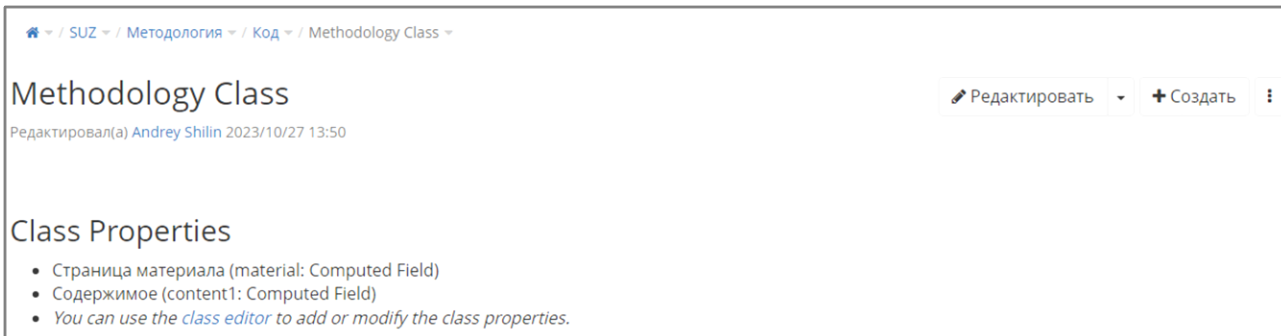 / SUZ / Методология / Код / Methodology Class
Methodology Class
Редактировать
Создать
Редактировал(а) Andrey Shilin 2023/10/27 13:50
Class Properties
Страница материала (material: Computed Field)
Содержимое (content1: Computed Field)
You can use the class editor to add or modify the class properties.